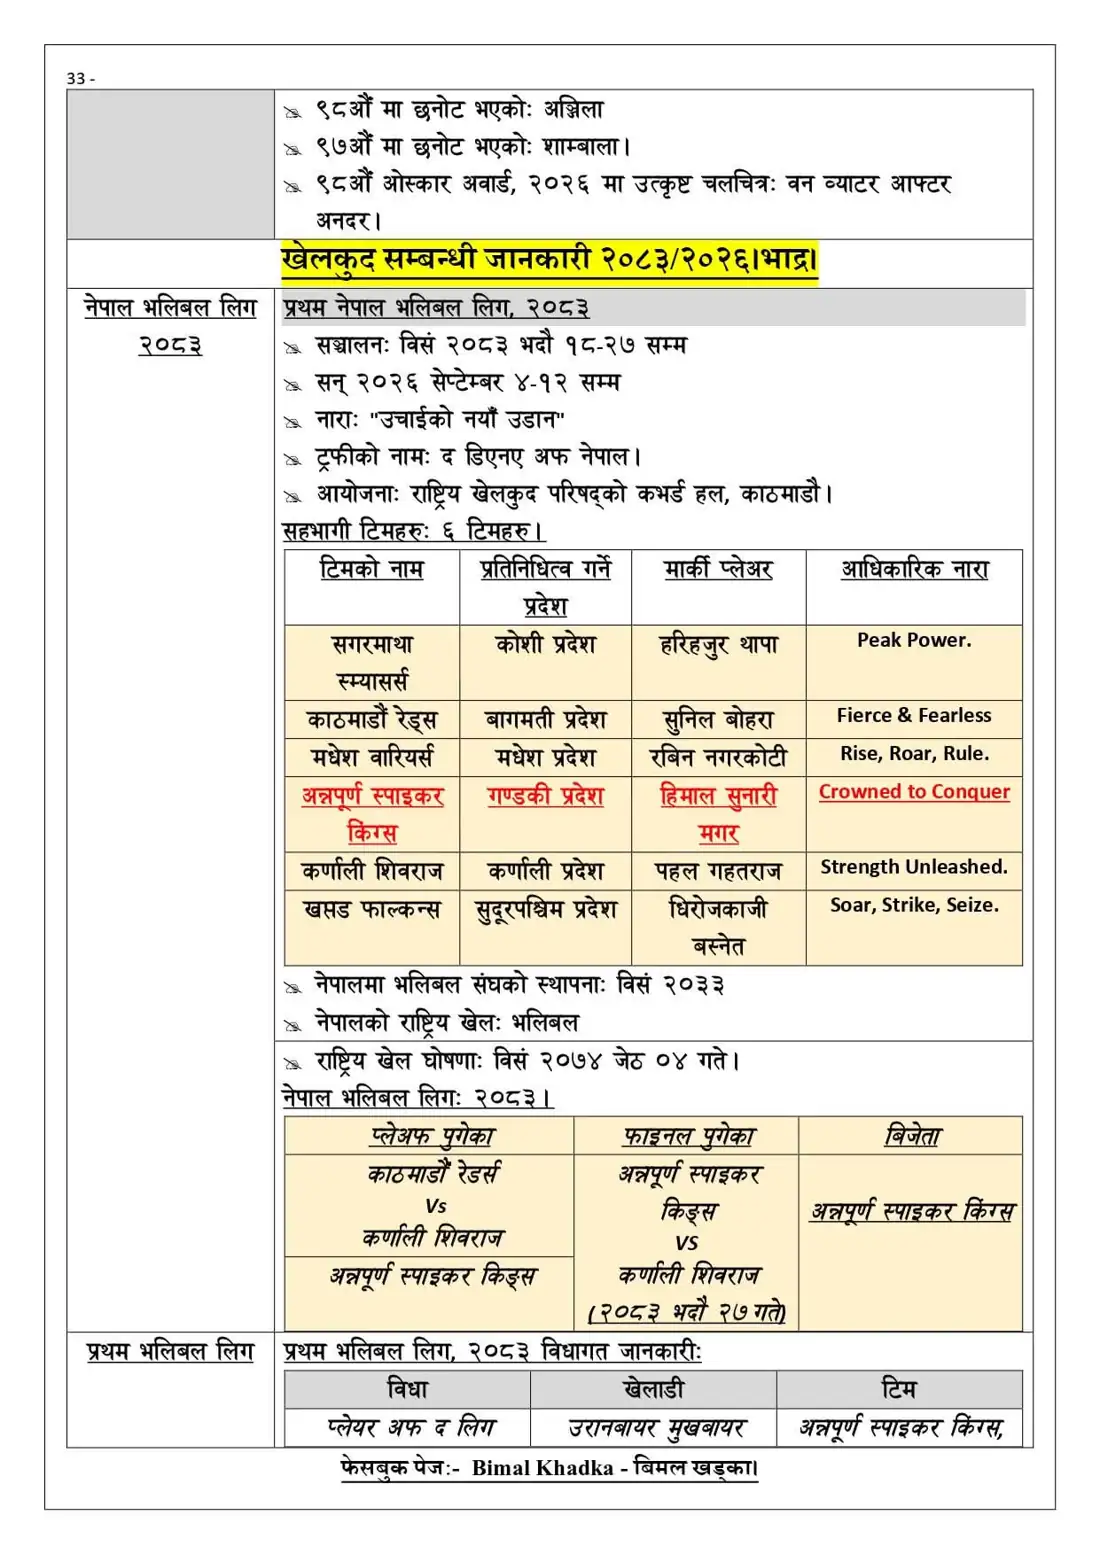 33 -
९८औं मा छनोट भएकोः अञ्जिला
९७औं मा छनोट भएकोः शाम्बाला।
९८औं ओस्कार अवार्ड, २०२६ मा उत्कृष्ट चलचित्रः वन व्याटर आफ्टर
अनदर।
खेलकुद सम्बन्धी जानकारी २०८३/२०२६।भाद्र।
नेपाल भलिबल लिग
२०८३
प्रथम नेपाल भलिबल लिग, २०८३
सञ्चालनः विसं २०८३ भदौ १८-२७ सम्म
सन् २०२६ सेप्टेम्बर ४-१२ सम्म
नाराः "उचाईको नयाँ उडान"
ट्रफीको नामः द डिएनए अफ नेपाल।
आयोजनाः राष्ट्रिय खेलकुद परिषद्को कभर्ड हल, काठमाडौ।
सहभागी टिमहरुः ६ टिमहरु।
टिमको नाम
प्रतिनिधित्व गर्ने
प्रदेश
मार्की प्लेअर
आधिकारिक नारा
सगरमाथा
स्म्यासर्स
कोशी प्रदेश
हरिहजुर थापा
Peak Power.
काठमाडौं रेड्स
बागमती प्रदेश
सुनिल बोहरा
Fierce & Fearless
मधेश वारियर्स
मधेश प्रदेश
रबिन नगरकोटी
Rise, Roar, Rule.
अन्नपूर्ण स्पाइकर
किंग्स
गण्डकी प्रदेश
हिमाल सुनारी
मगर
Crowned to Conquer
कर्णाली शिवराज
कर्णाली प्रदेश
पहल गहतराज
Strength Unleashed.
खप्तड फाल्कन्स
सुदूरपश्चिम प्रदेश
धिरोजकाजी
बस्नेत
Soar, Strike, Seize.
नेपालमा भलिबल संघको स्थापनाः विसं २०३३
नेपालको राष्ट्रिय खेलः भलिबल
राष्ट्रिय खेल घोषणाः विसं २०७४ जेठ ०४ गते।
नेपाल भलिबल लिगः २०८३।
प्लेअफ पुगेका
फाइनल पुगेका
बिजेता
काठमाडौं रेडर्स
Vs
कर्णाली शिवराज
अन्नपूर्ण स्पाइकर किड्स
अन्नपूर्ण स्पाइकर
किड्स
VS
कर्णाली शिवराज
(२०८३ भदौ २७ गते)
अन्नपूर्ण स्पाइकर किंग्स
प्रथम भलिबल लिग
प्रथम भलिबल लिग, २०८३ विधागत जानकारीः
विधा
खेलाडी
टिम
प्लेयर अफ द लिग
उरानबायर मुखबायर
अन्नपूर्ण स्पाइकर किंग्स,
फेसबुक पेज:- Bimal Khadka - बिमल खड्का।